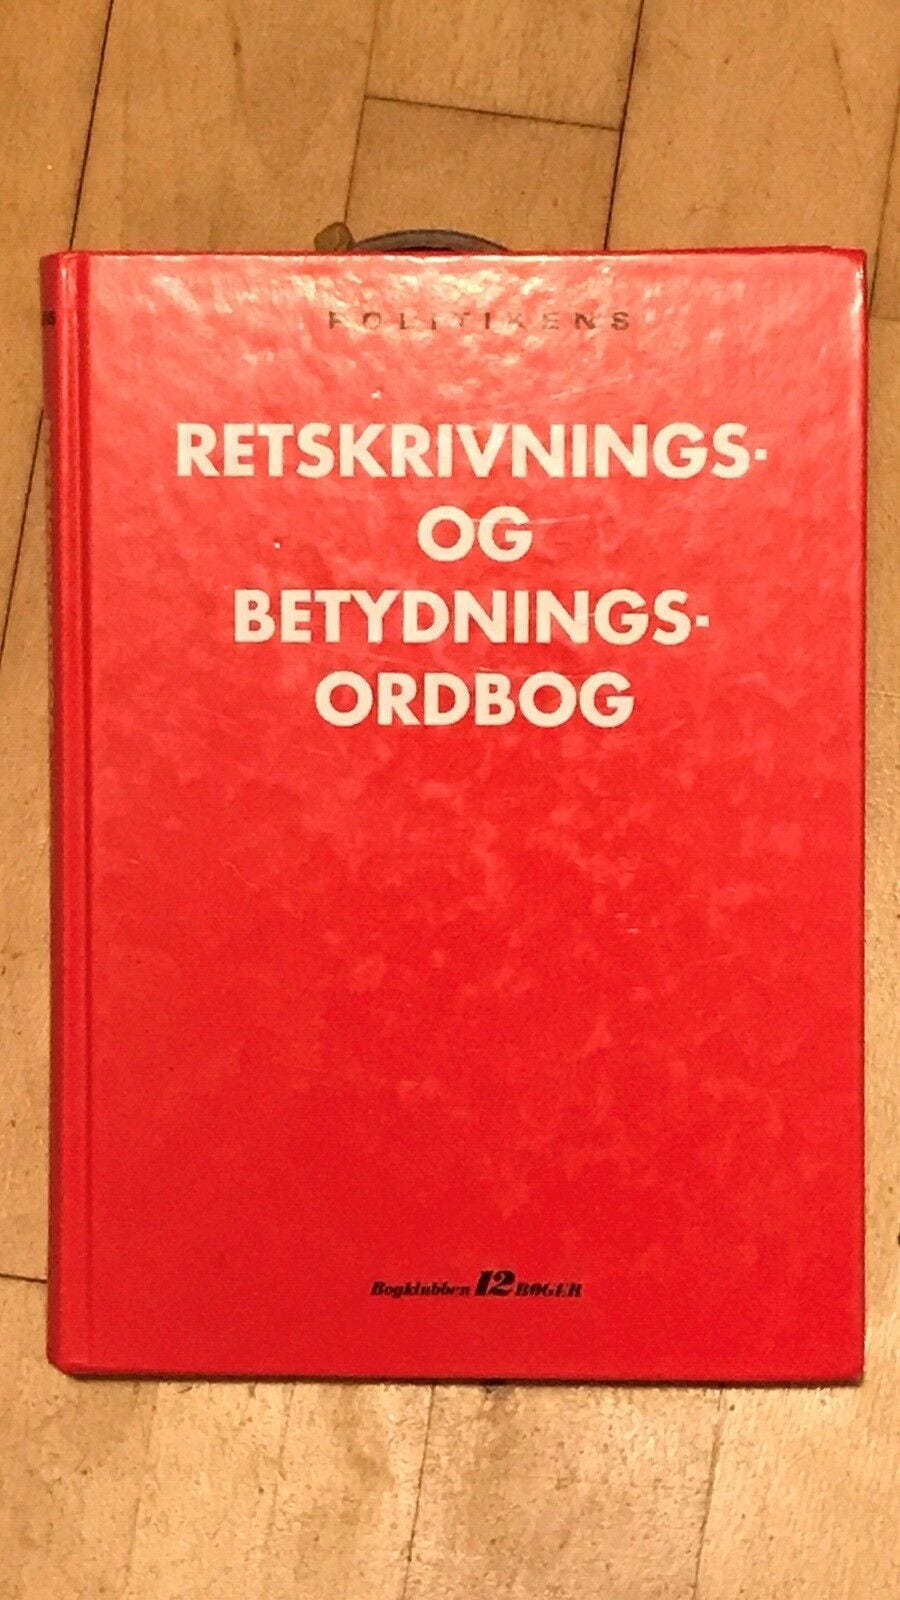 POLITIKENS
RETSKRIVNINGS-
OG
BETYDNINGS-
ORDBOG
Bogklubben 12 BØGER